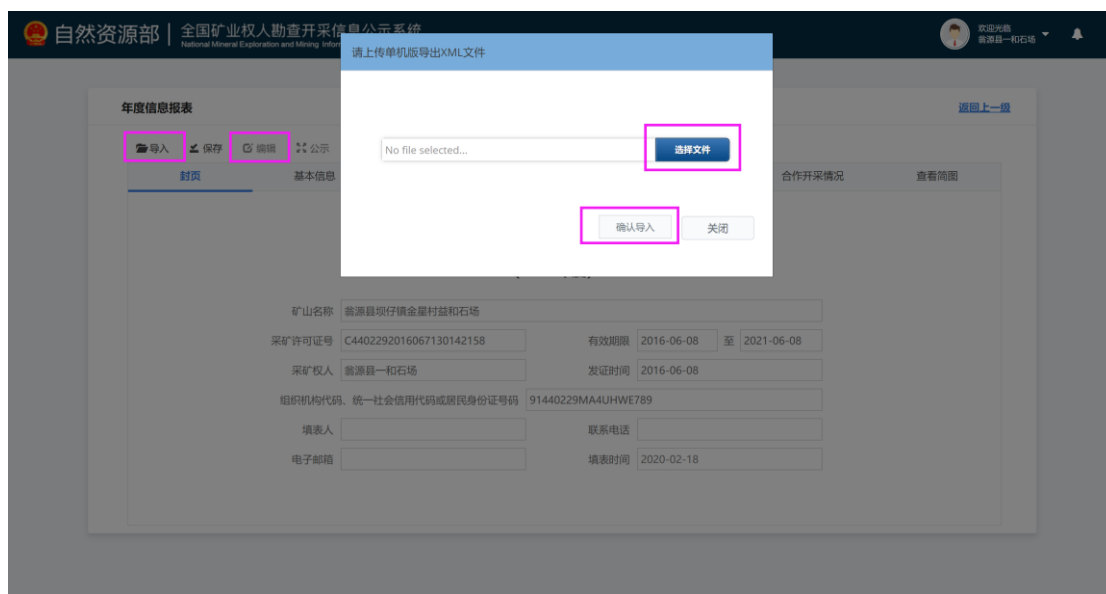 自然资源部 全国矿业权人勘查开采信息公示系统
National Mineral Exploration and Mining Infor
欢迎光临
翁源县一和石场
请上传单机版导出XML文件
年度信息报表 返回上一级
导入 保存 编辑 公示
No file selected... 选择文件
封页 基本信息 合作开采情况 查看简图
确认导入 关闭
矿山名称 翁源县坝仔镇金星村益和石场
采矿许可证号 C4402292016067130142158 有效期限 2016-06-08 至 2021-06-08
采矿权人 翁源县一和石场 发证时间 2016-06-08
组织机构代码、统一社会信用代码或居民身份证号码 91440229MA4UHWE789
填表人 联系电话
电子邮箱 填表时间 2020-02-18